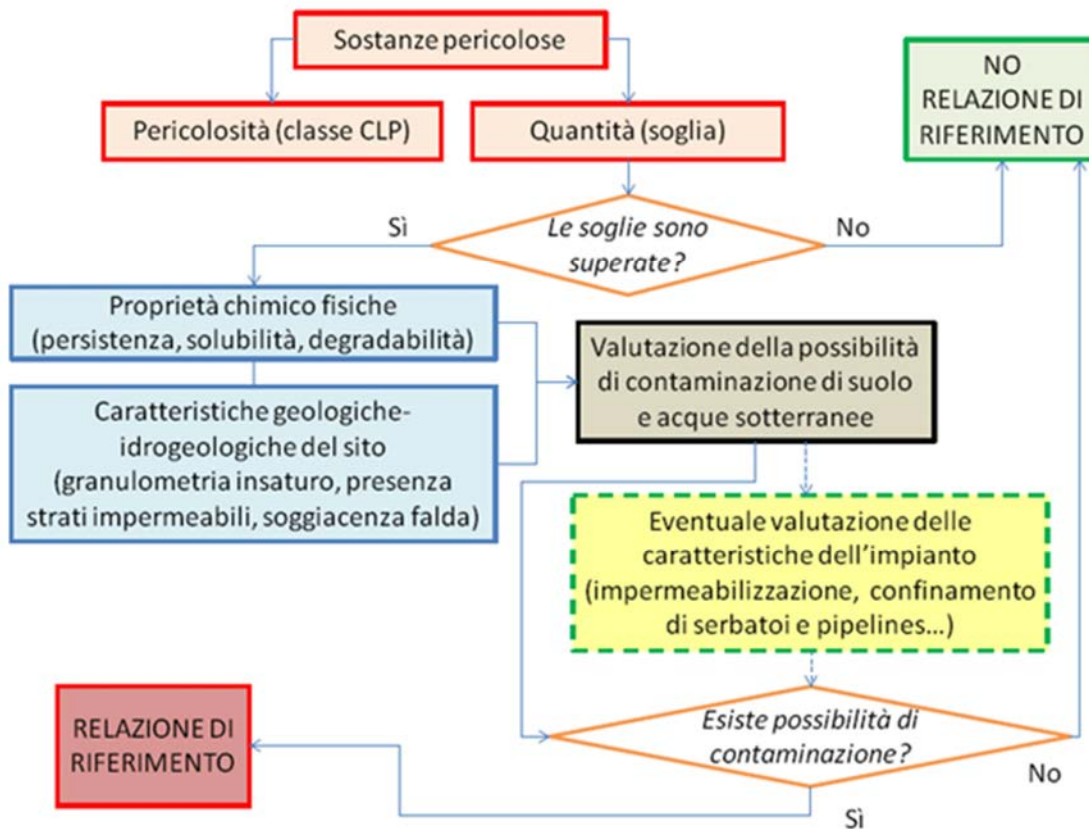 Sostanze pericolose
NO
RELAZIONE DI
RIFERIMENTO
Pericolosità (classe CLP)
Quantità (soglia)
Sì
Le soglie sono
superate?
No
Proprietà chimico fisiche
(persistenza, solubilità, degradabilità)
Valutazione della possibilità
di contaminazione di suolo
e acque sotterranee
Caratteristiche geologiche-
idrogeologiche del sito
(granulometria insaturo, presenza
strati impermeabili, soggiacenza falda)
Eventuale valutazione delle
caratteristiche dell'impianto
(impermeabilizzazione, confinamento
di serbatoi e pipelines...)
RELAZIONE DI
RIFERIMENTO
Esiste possibilità di
contaminazione?
No
Sì